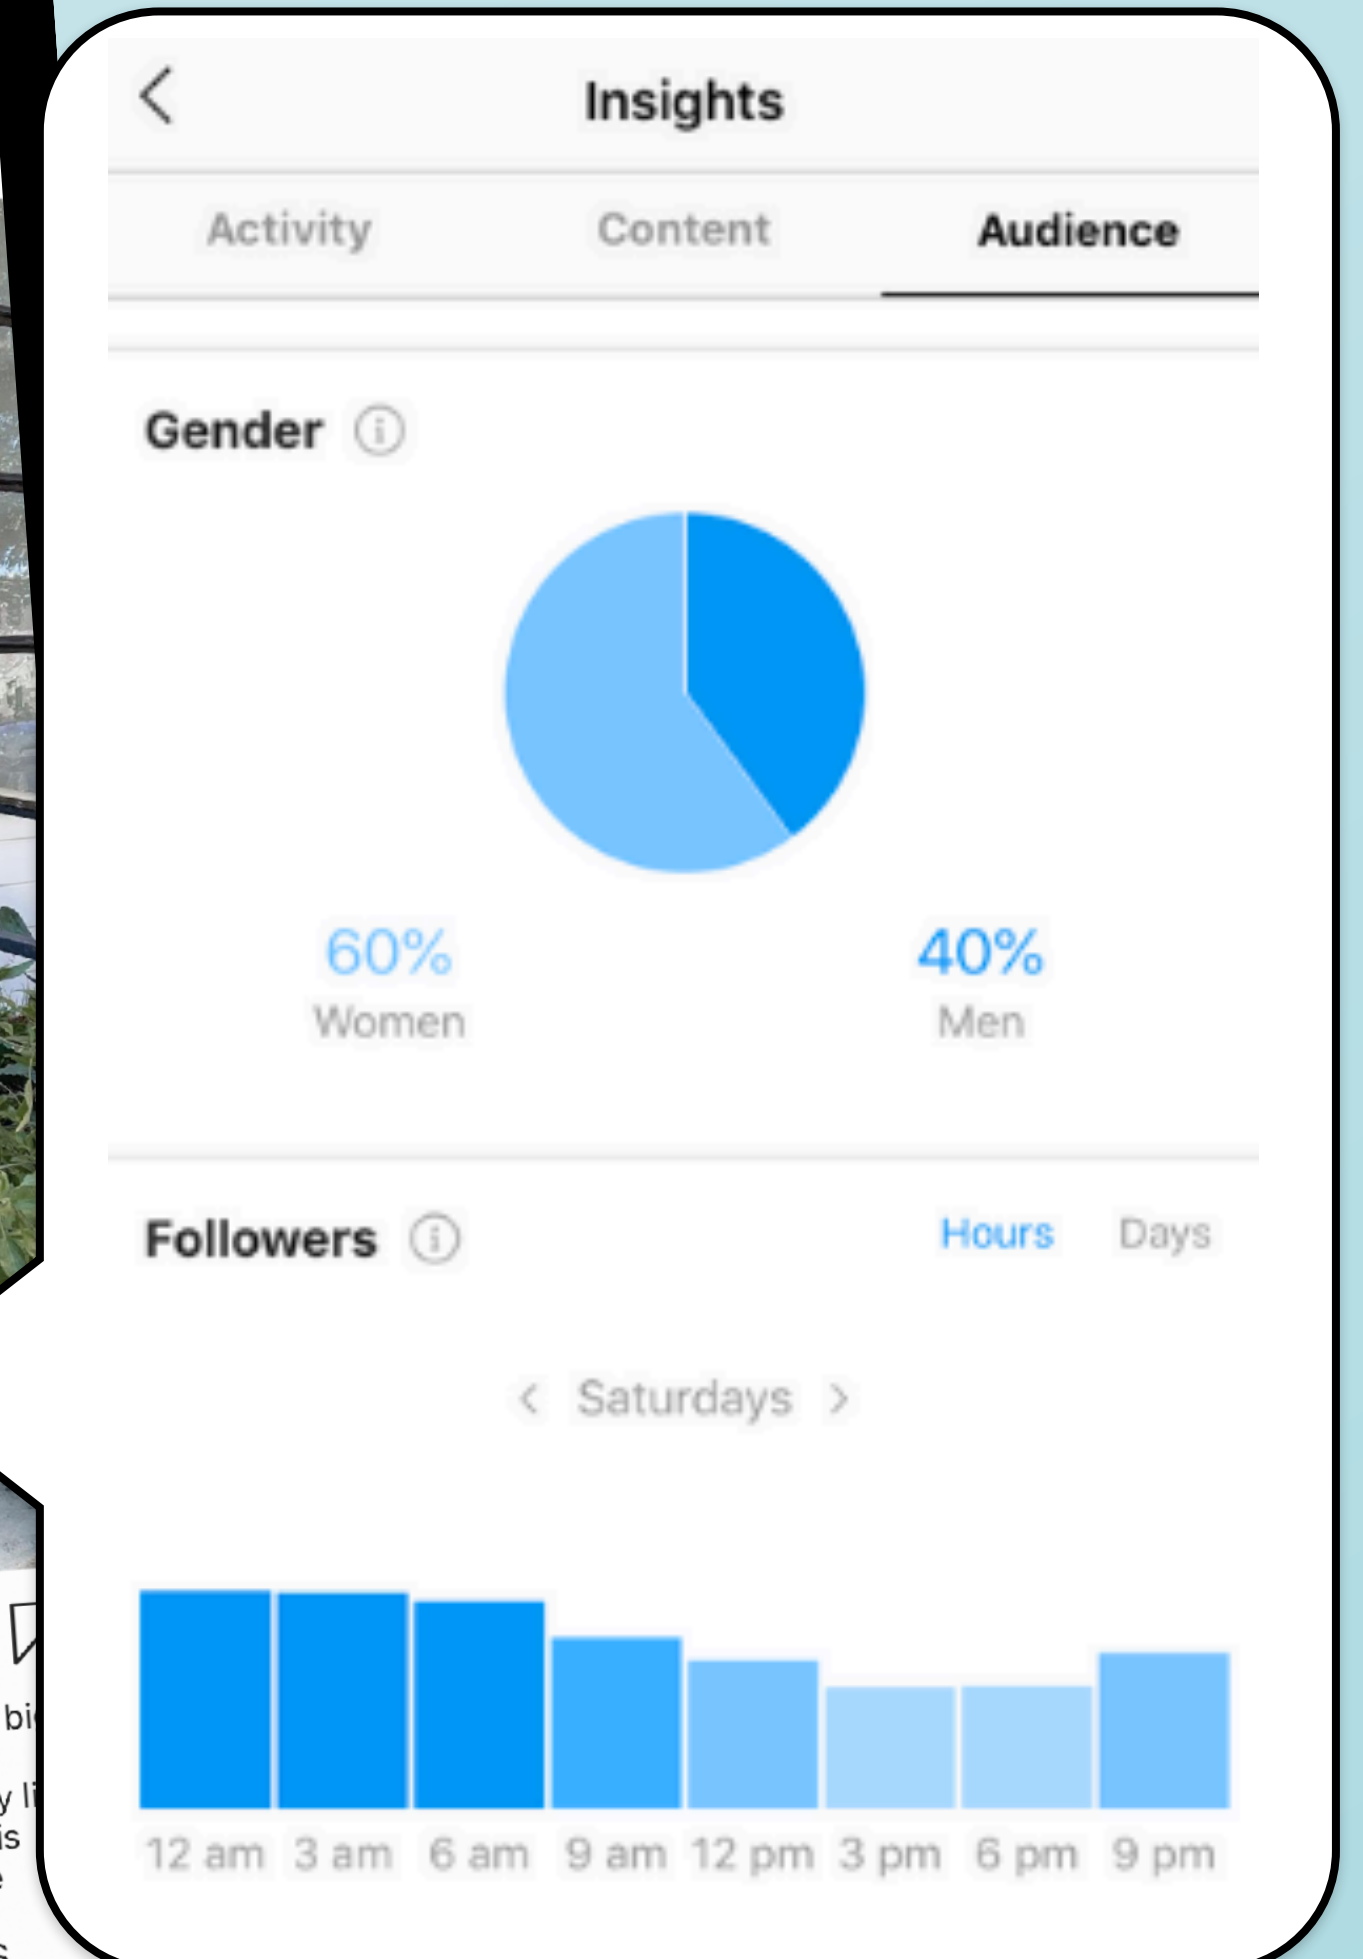 Insights
Activity Content Audience
Gender
60% 40%
Women Men
Followers Hours Days
< Saturdays >
12 am 3 am 6 am 9 am 12 pm 3 pm 6 pm 9 pm
is